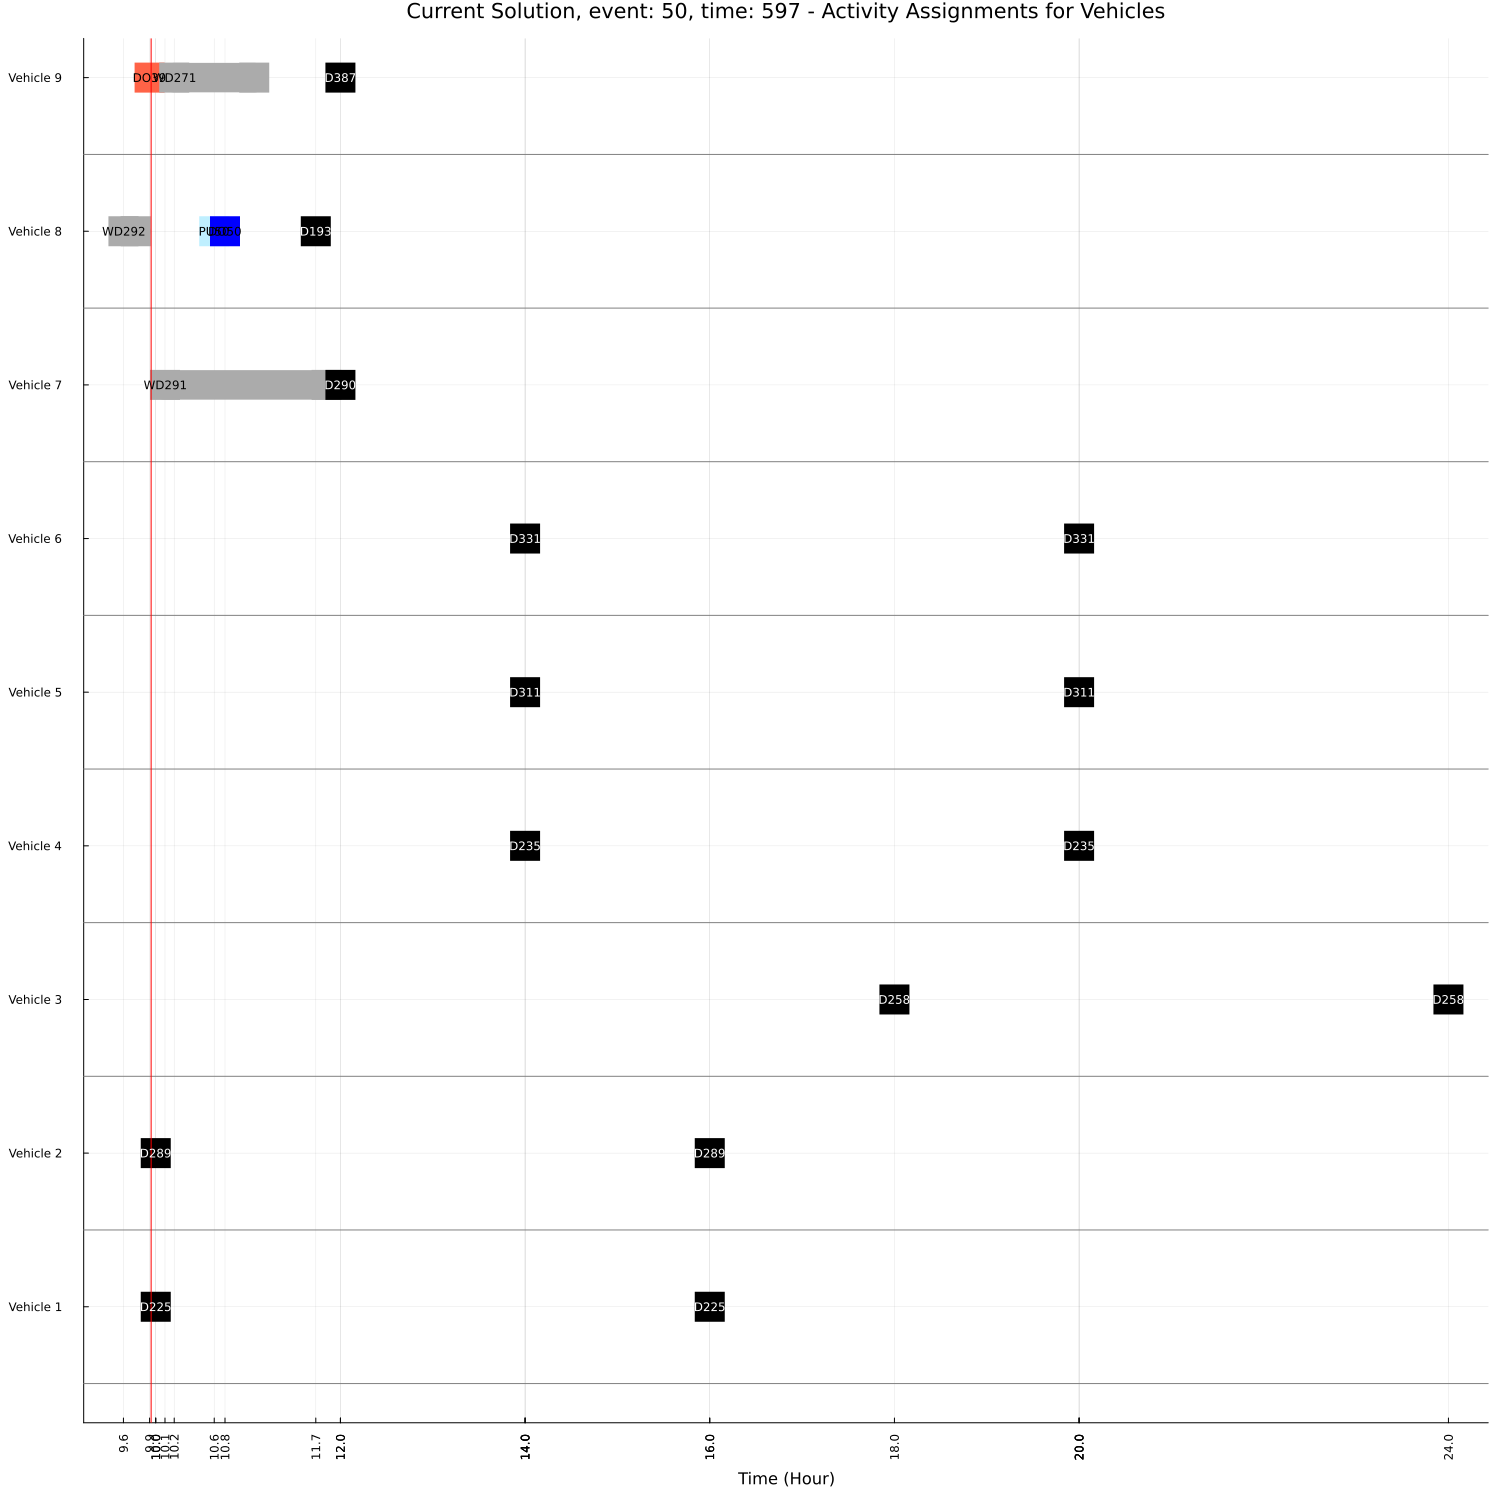 Current Solution, event: 50, time: 597 - Activity Assignments for Vehicles
Vehicle 9
WD271
D387
Vehicle 8
WD292
D193
Vehicle 7
WD291
D290
Vehicle 6
D331
D331
Vehicle 5
D311
D311
Vehicle 4
D235
D235
Vehicle 3
D258
D258
Vehicle 2
D289
D289
Vehicle 1
D225
D225
9.6
9.9
10.0
10.1
10.2
10.6
10.8
11.7
12.0
14.0
16.0
18.0
20.0
24.0
Time (Hour)